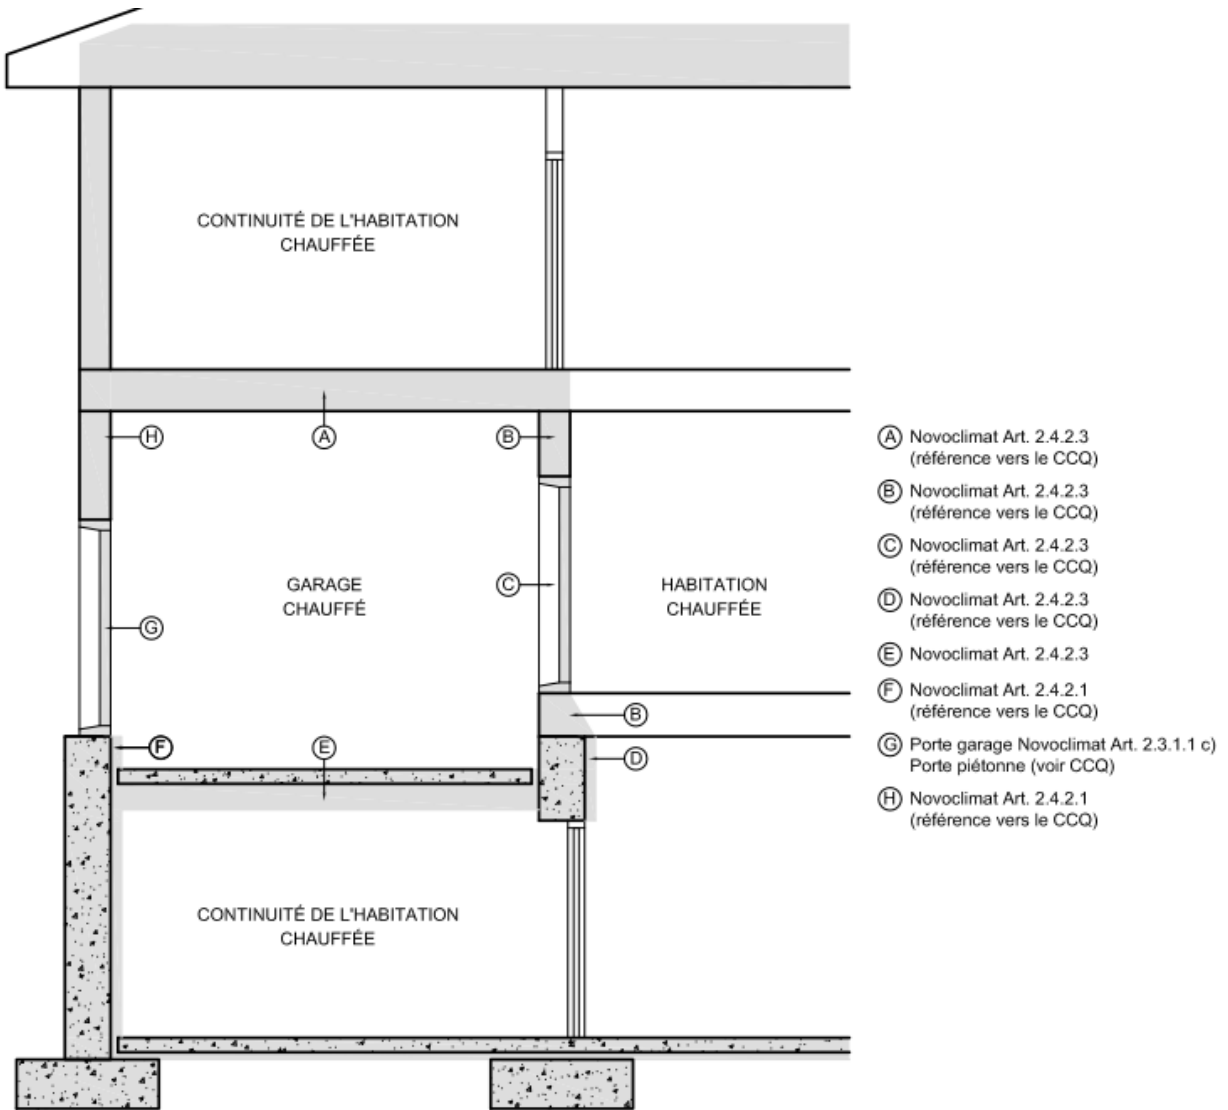 CONTINUITÉ DE L'HABITATION
CHAUFFÉE
H
A
B
GARAGE
CHAUFFÉ
C
HABITATION
CHAUFFÉE
G
B
F
E
D
CONTINUITÉ DE L'HABITATION
CHAUFFÉE
A Novoclimat Art. 2.4.2.3
(référence vers le CCQ)
B Novoclimat Art. 2.4.2.3
(référence vers le CCQ)
C Novoclimat Art. 2.4.2.3
(référence vers le CCQ)
D Novoclimat Art. 2.4.2.3
(référence vers le CCQ)
E Novoclimat Art. 2.4.2.3
F Novoclimat Art. 2.4.2.1
(référence vers le CCQ)
G Porte garage Novoclimat Art. 2.3.1.1 c)
Porte piétonne (voir CCQ)
H Novoclimat Art. 2.4.2.1
(référence vers le CCQ)